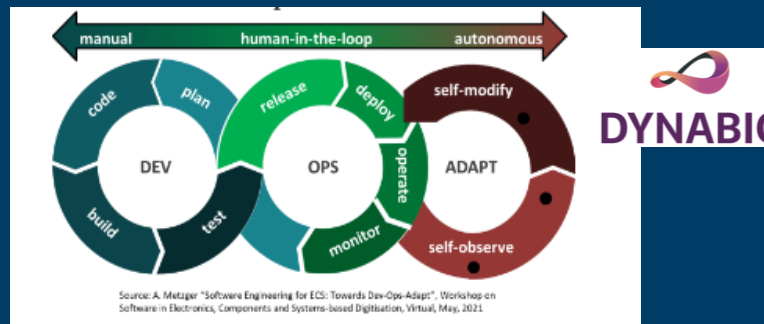 manual human-in-the-loop autonomous
code
plan
release
deploy
self-modify
DEV
OPS
operate
ADAPT
build
test
monitor
self-observe
Source: A. Metzger "Software Engineering for ECS: Towards Dev-Ops-Adapt", Workshop on
Software in Electronics, Components and Systems-based Digitisation, Virtual, May, 2021